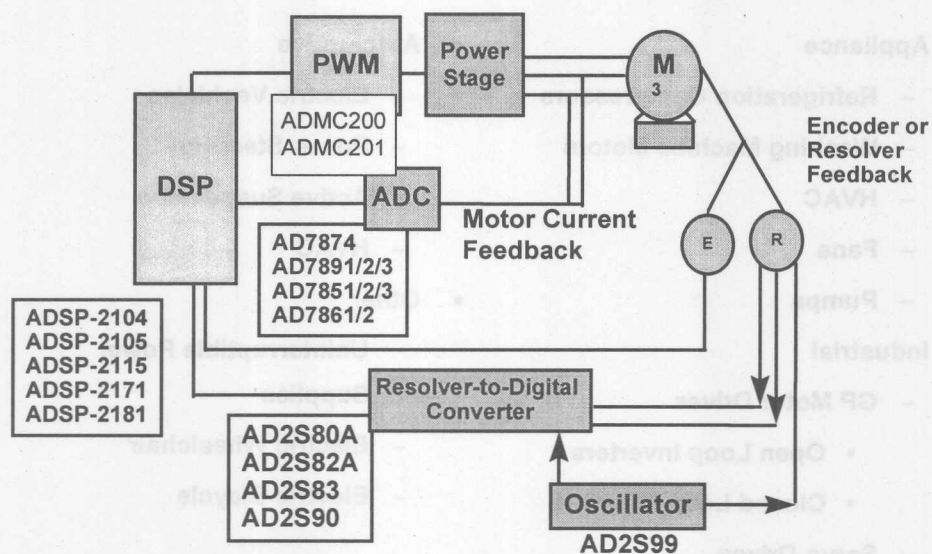 PWM
Power
Stage
M
3
ADMC200
ADMC201
Encoder or
Resolver
Feedback
DSP
ADC
Motor Current
Feedback
E
R
AD7874
AD7891/2/3
AD7851/2/3
AD7861/2
ADSP-2104
ADSP-2105
ADSP-2115
ADSP-2171
ADSP-2181
Resolver-to-Digital
Converter
AD2S80A
AD2S82A
AD2S83
AD2S90
Oscillator
AD2S99